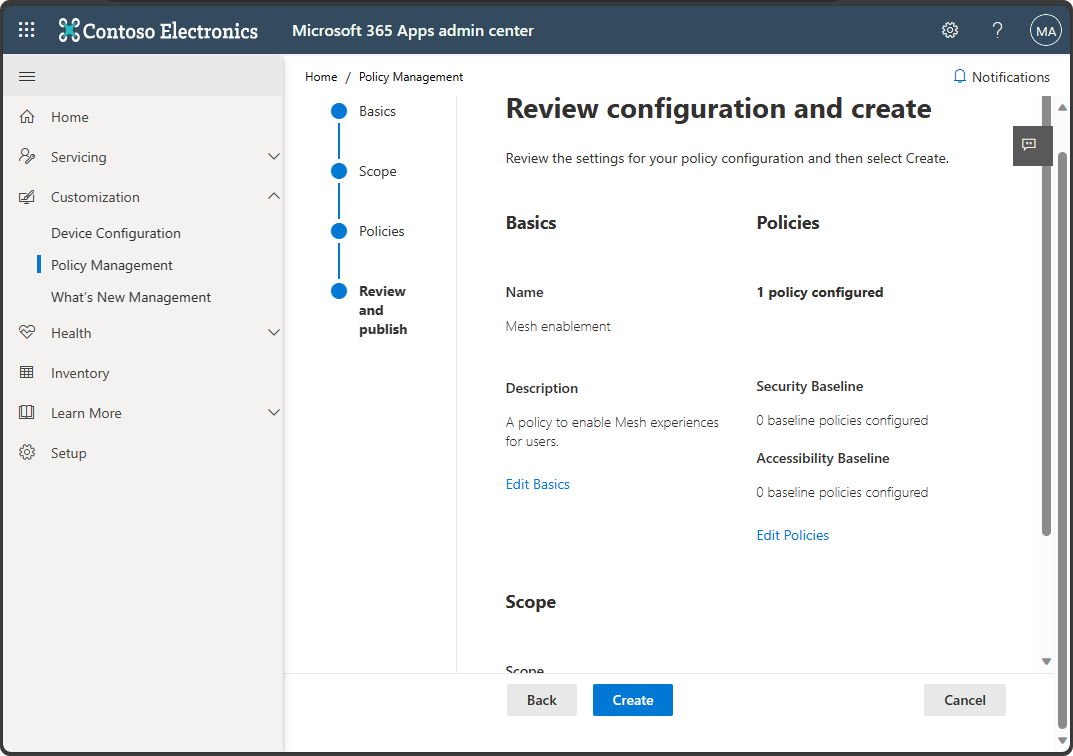 Contoso Electronics
Microsoft 365 Apps admin center
?
MA
Home / Policy Management
Notifications
Home
Servicing
Customization
Device Configuration
Policy Management
What's New Management
Health
Inventory
Learn More
Setup
Basics
Scope
Policies
Review
and
publish
Review configuration and create
Review the settings for your policy configuration and then select Create.
Basics
Name
Mesh enablement
Description
A policy to enable Mesh experiences
for users.
Edit Basics
Policies
1 policy configured
Security Baseline
0 baseline policies configured
Accessibility Baseline
0 baseline policies configured
Edit Policies
Scope
Scope
Back
Create
Cancel